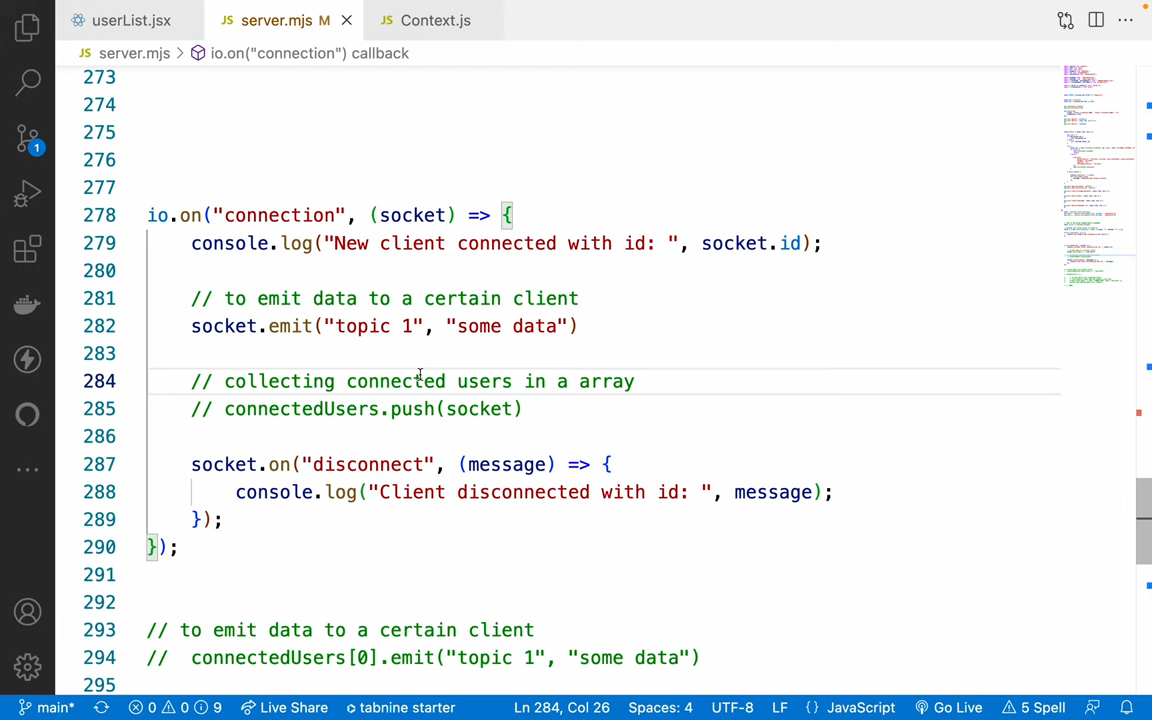 userList.jsx JS server.mjs M JS Context.js
JS server.mjs > io.on("connection") callback
273
274
275
276
277
278 io.on("connection", (socket) => {
279 console.log("New client connected with id: ", socket.id);
280
281 // to emit data to a certain client
282 socket.emit("topic 1", "some data")
283
284 // collecting connected users in a array
285 // connectedUsers.push(socket)
286
287 socket.on("disconnect", (message) => {
288 console.log("Client disconnected with id: ", message);
289 });
290 });
291
292
293 // to emit data to a certain client
294 // connectedUsers[0].emit("topic 1", "some data")
295
1
main* 0 0 9 Live Share tabnine starter Ln 284, Col 26 Spaces: 4 UTF-8 LF {} JavaScript Go Live 5 Spell